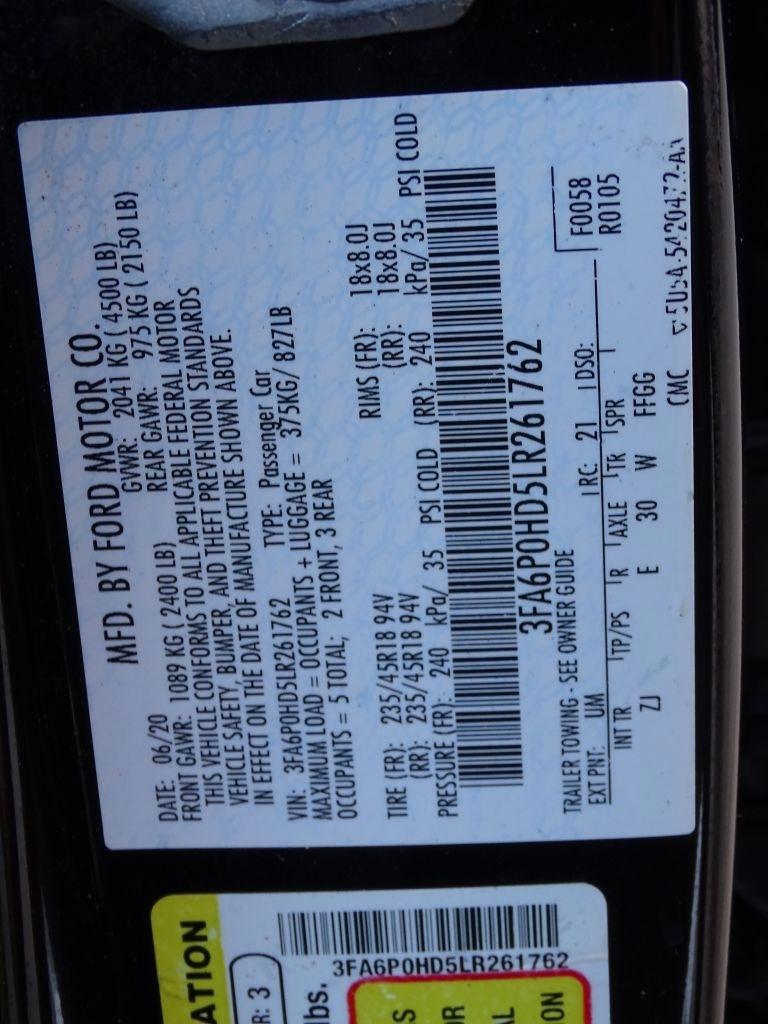 MFD. BY FORD MOTOR CO.
DATE: 06/20 GVWR: 2041 KG ( 4500 LB)
FRONT GAWR: 1089 KG ( 2400 LB) REAR GAWR: 975 KG ( 2150 LB)
THIS VEHICLE CONFORMS TO ALL APPLICABLE FEDERAL MOTOR
VEHICLE SAFETY, BUMPER, AND THEFT PREVENTION STANDARDS
IN EFFECT ON THE DATE OF MANUFACTURE SHOWN ABOVE.
VIN: 3FA6P0HD5LR261762 TYPE: Passenger Car
MAXIMUM LOAD = OCCUPANTS + LUGGAGE = 375KG/ 827LB
OCCUPANTS = 5 TOTAL; 2 FRONT, 3 REAR
TIRE (FR): 235/45R18 94V RIMS (FR): 18x8.0J
(RR): 235/45R18 94V (RR): 18x8.0J
PRESSURE (FR): 240 kPa/ 35 PSI COLD (RR): 240 kPa/ 35 PSI COLD
3FA6P0HD5LR261762
TRAILER TOWING - SEE OWNER GUIDE
F0058
R0105
EXT PNT: UM RC: 21 DSO:
INT TR TP/PS R AXLE TR SPR
ZJ E 30 W FFGG
CMC
ATION
R: 3
3FA6P0HD5LR261762
lbs.
S
OR
AL
ON